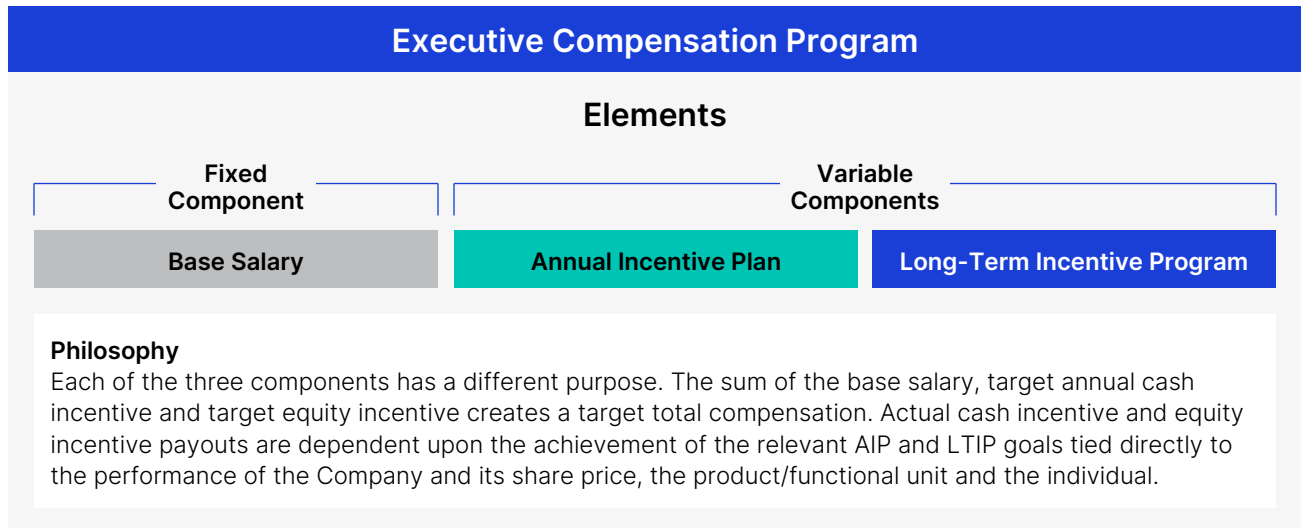 Executive Compensation Program
Elements
Fixed
Component
Variable
Components
Base Salary
Annual Incentive Plan
Long-Term Incentive Program
Philosophy
Each of the three components has a different purpose. The sum of the base salary, target annual cash
incentive and target equity incentive creates a target total compensation. Actual cash incentive and equity
incentive payouts are dependent upon the achievement of the relevant AIP and LTIP goals tied directly to
the performance of the Company and its share price, the product/functional unit and the individual.